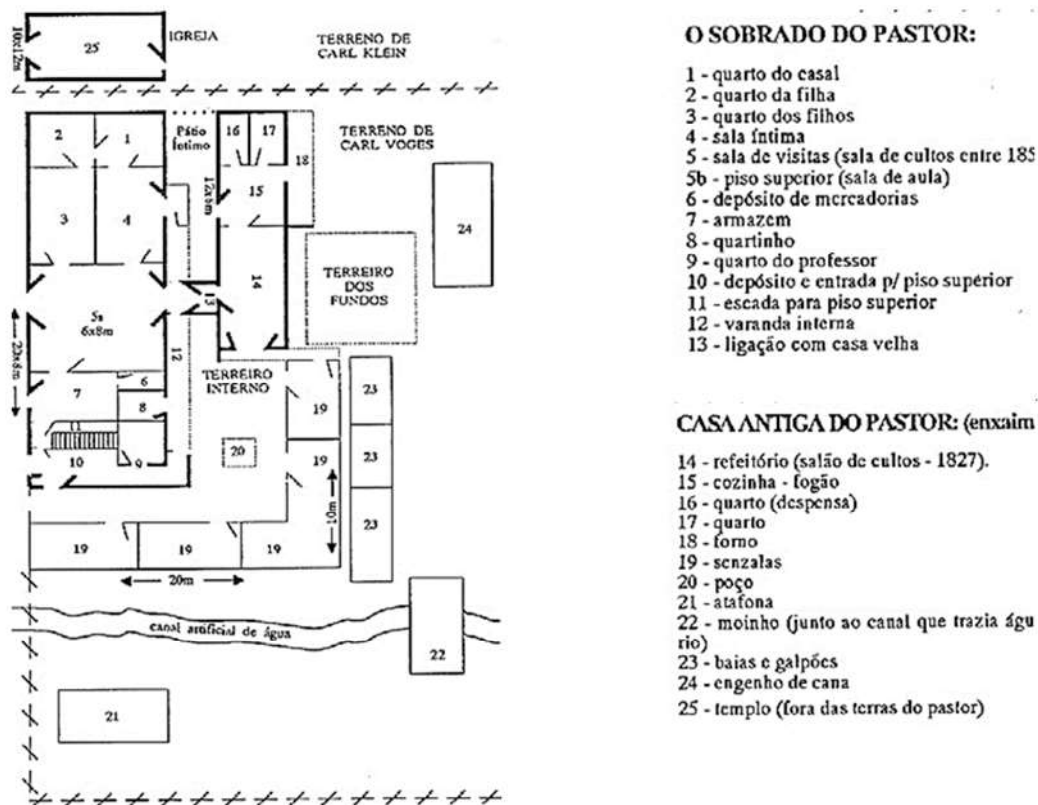 IGREJA
10x12m
25
TERRENO DE
CARL KLEIN
2
1
Pátio
íntimo
16
17
TERRENO DE
CARL VOGES
18
12x6m
15
3
4
24
14
TERREIRO
DOS
FUNDOS
13
5a
6x8m
20x8m
12
TERREIRO
INTERNO
7
6
8
11
10
9
19
23
20
19
23
10m
23
19
19
19
20m
canal artificial de água
22
21
O SOBRADO DO PASTOR:
1 - quarto do casal
2 - quarto da filha
3 - quarto dos filhos
4 - sala íntima
5 - sala de visitas (sala de cultos entre 185
5b - piso superior (sala de aula)
6 - depósito de mercadorias
7 - armazem
8 - quartinho
9 - quarto do professor
10 - depósito e entrada p/ piso supérior
11 - escada para piso superior
12 - varanda interna
13 - ligação com casa velha
CASA ANTIGA DO PASTOR: (enxaim
14 - refeitório (salão de cultos - 1827).
15 - cozinha - fogão
16 - quarto (despensa)
17 - quarto
18 - forno
19 - senzalas
20 - poço
21 - atafona
22 - moinho (junto ao canal que trazia águ
rio)
23 - baias e galpões
24 - engenho de cana
25 - templo (fora das terras do pastor)